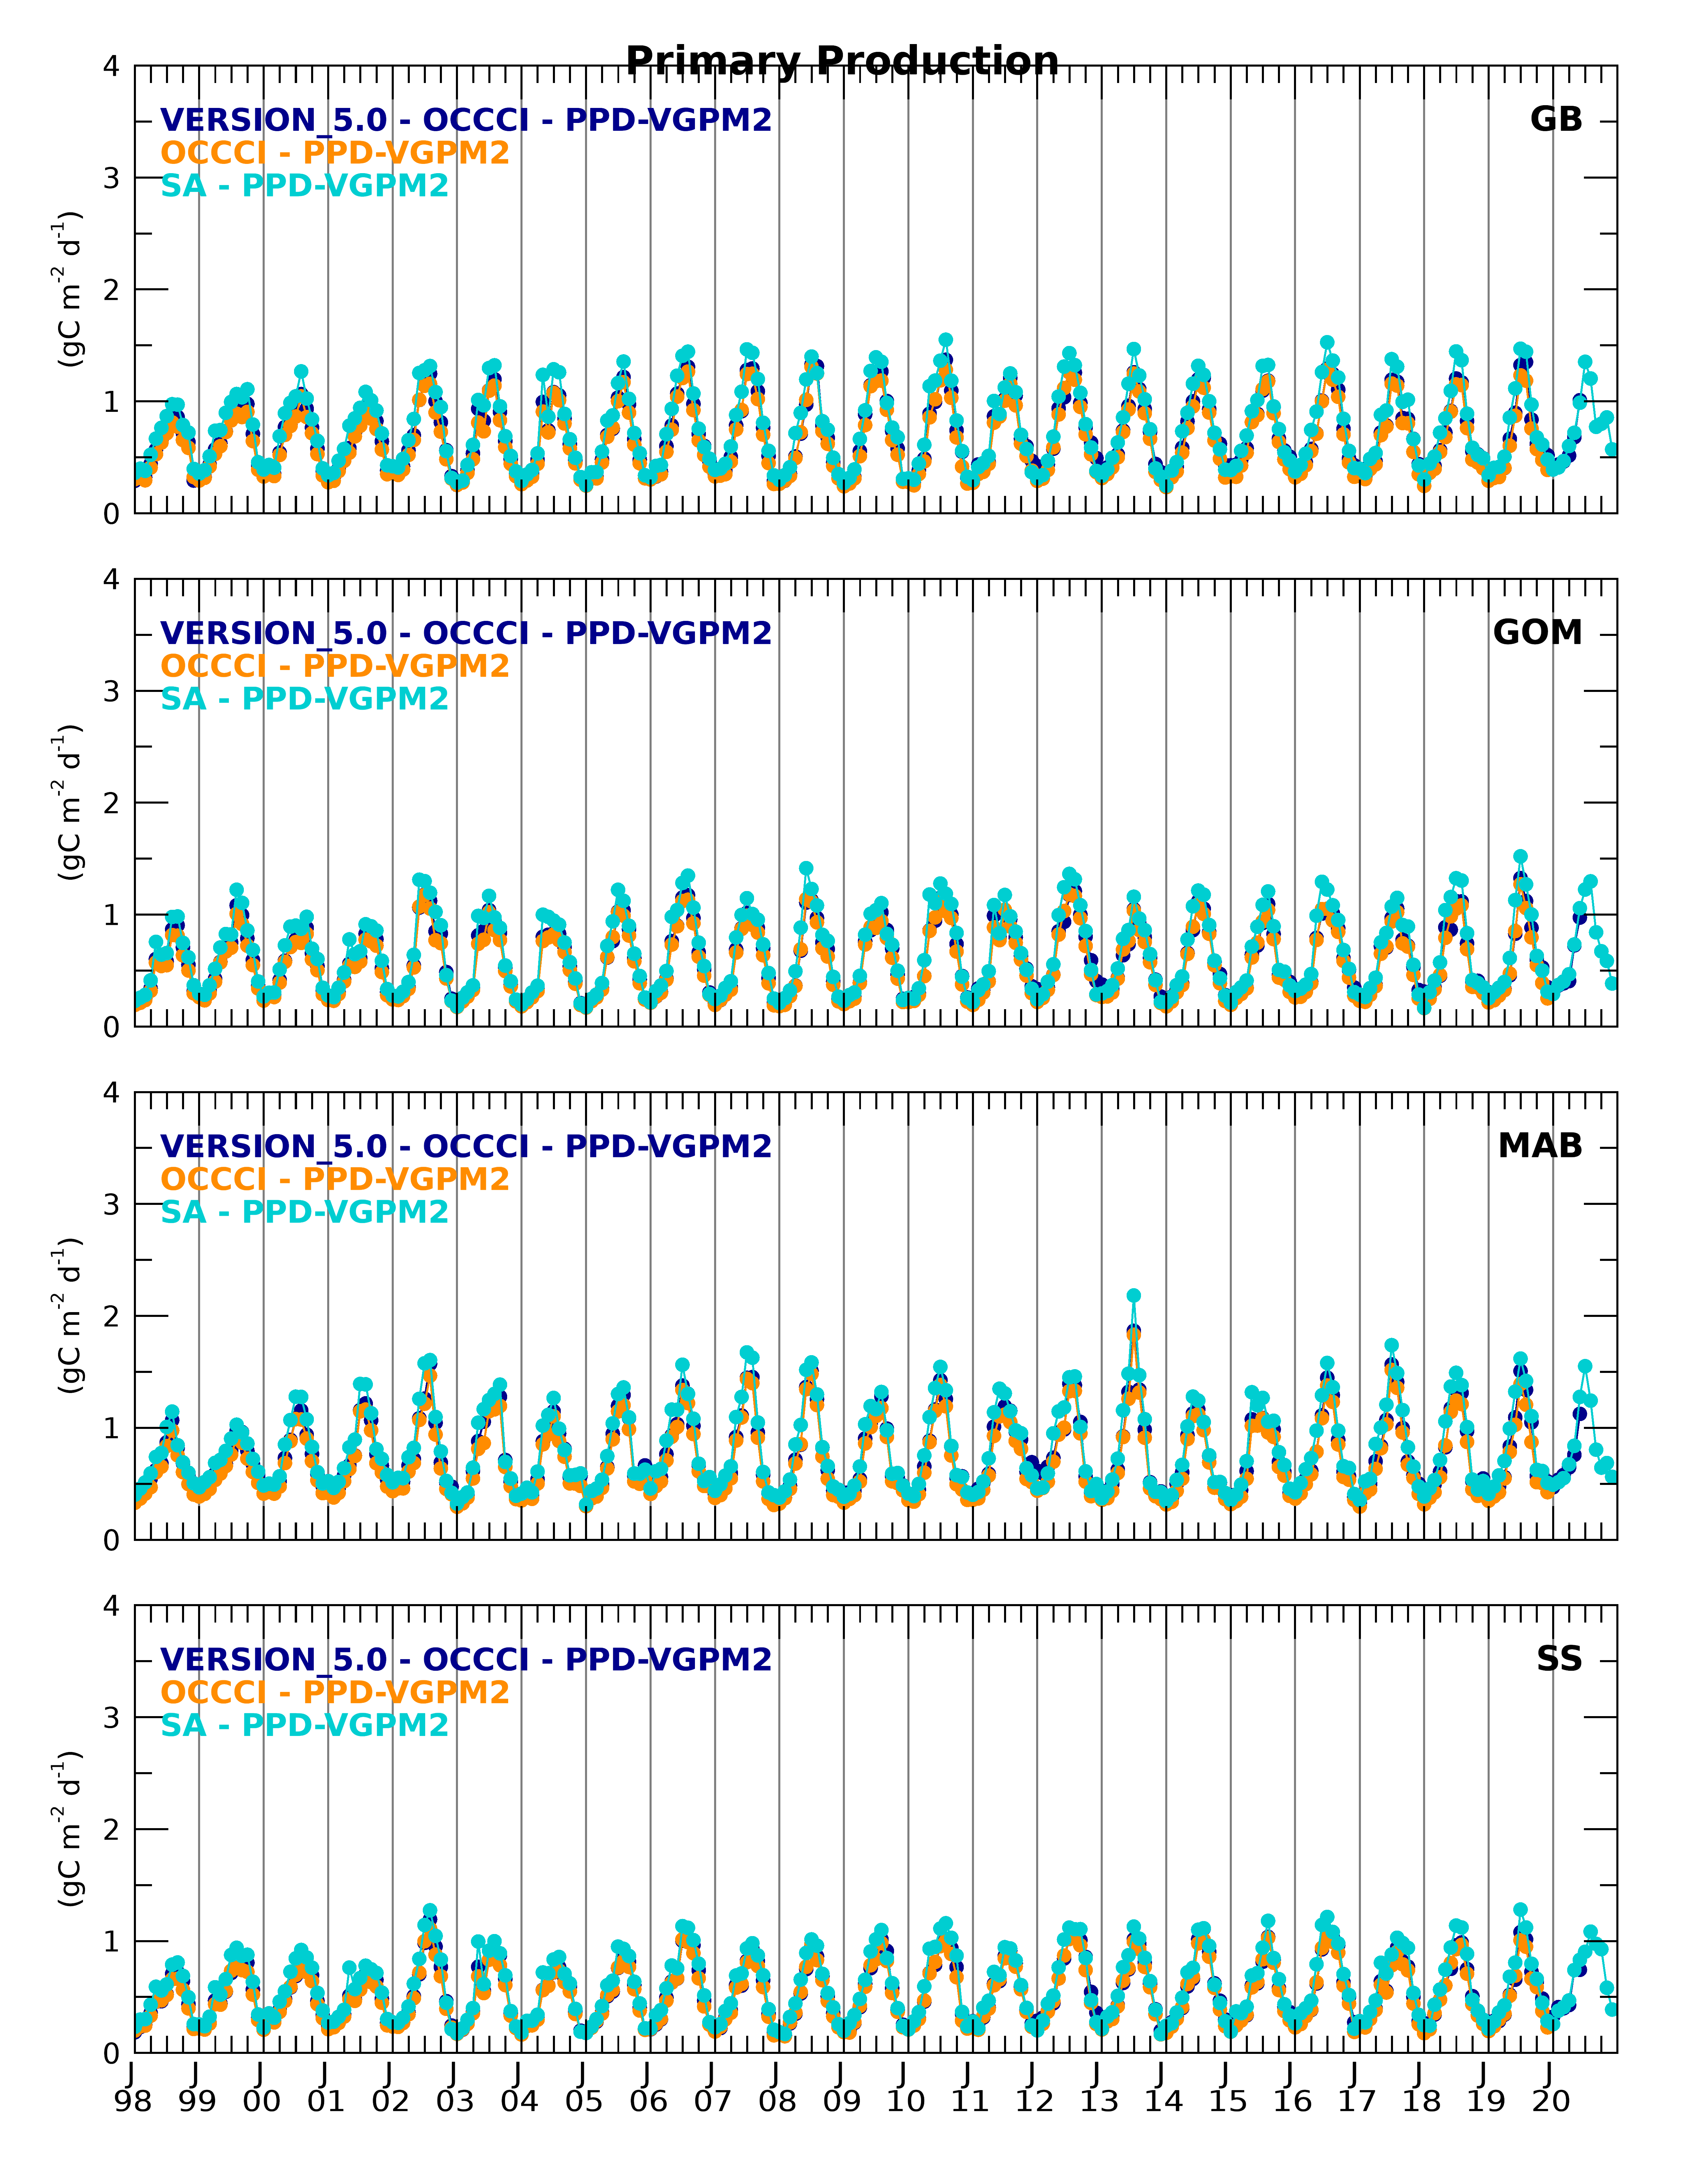 Primary Production
4
VERSION_5.0 - OCCCI - PPD-VGPM2 GB
OCCCI - PPD-VGPM2
3
SA - PPD-VGPM2
(gC m-2 d-1)
2
1
0
4
VERSION_5.0 - OCCCI - PPD-VGPM2 GOM
OCCCI - PPD-VGPM2
3
SA - PPD-VGPM2
(gC m-2 d-1)
2
1
0
4
VERSION_5.0 - OCCCI - PPD-VGPM2 MAB
OCCCI - PPD-VGPM2
3
SA - PPD-VGPM2
(gC m-2 d-1)
2
1
0
4
VERSION_5.0 - OCCCI - PPD-VGPM2 SS
OCCCI - PPD-VGPM2
3
SA - PPD-VGPM2
(gC m-2 d-1)
2
1
0
J J J J J J J J J J J J J J J J J J J J J J J
98 99 00 01 02 03 04 05 06 07 08 09 10 11 12 13 14 15 16 17 18 19 20